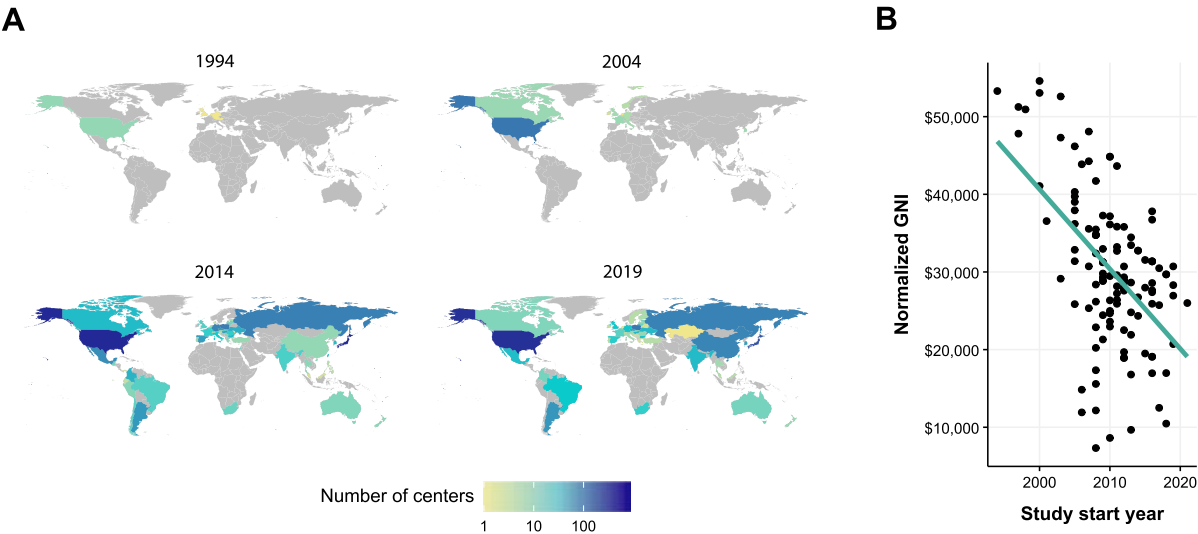 A
1994
2004
2014
2019
Number of centers
1 10 100
B
Normalized GNI
$50,000
$40,000
$30,000
$20,000
$10,000
2000 2010 2020
Study start year